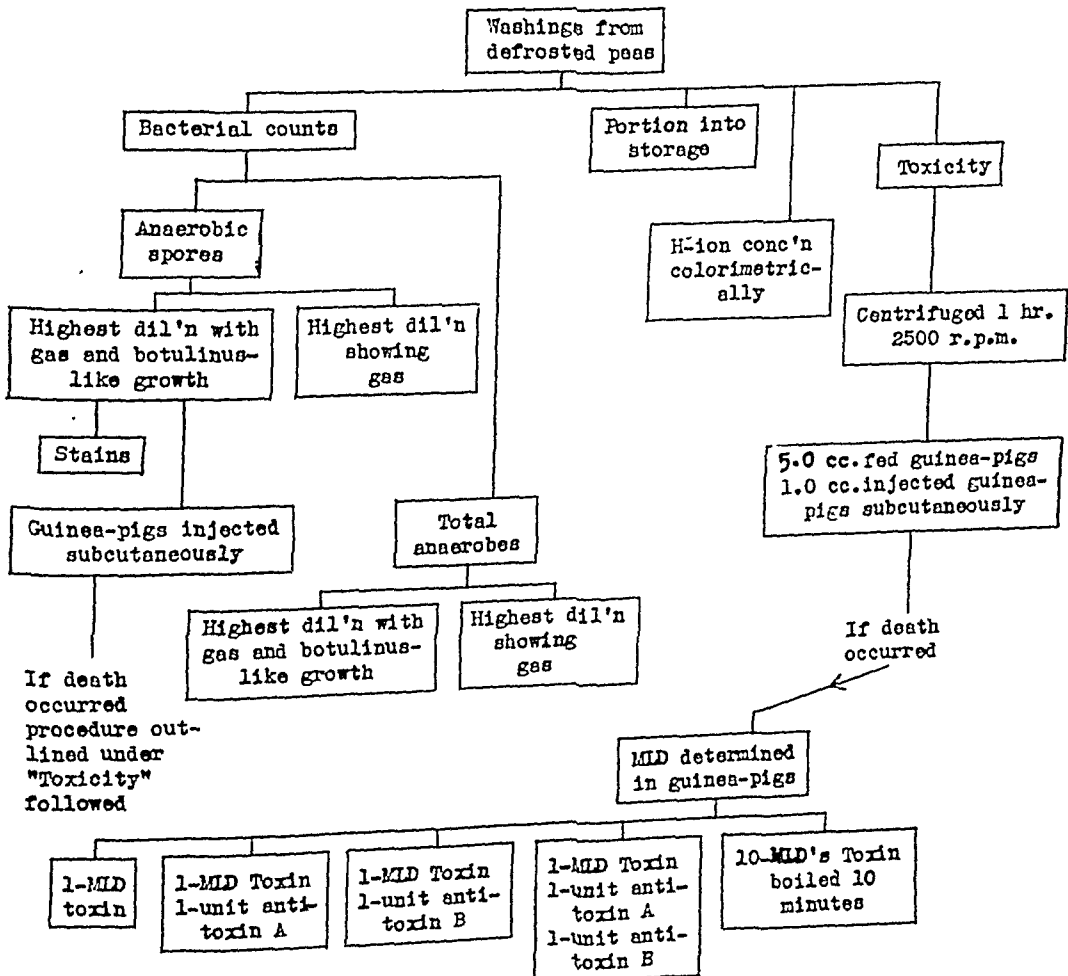 Washings from
defrosted peas
Bacterial counts
Portion into
storage
Toxicity
Anaerobic
spores
H-ion conc'n
colorimetric-
ally
Highest dil'n with
gas and botulinus-
like growth
Highest dil'n
showing
gas
Centrifuged 1 hr.
2500 r.p.m.
Stains
5.0 cc. fed guinea-pigs
1.0 cc. injected guinea-
pigs subcutaneously
Guinea-pigs injected
subcutaneously
Total
anaerobes
Highest dil'n with
gas and botulinus-
like growth
Highest dil'n
showing
gas
If death
occurred
If death
occurred
procedure out-
lined under
"Toxicity"
followed
MLD determined
in guinea-pigs
1-MLD
toxin
1-MLD Toxin
1-unit anti-
toxin A
1-MLD Toxin
1-unit anti-
toxin B
1-MLD Toxin
1-unit anti-
toxin A
1-unit anti-
toxin B
10-MLD's Toxin
boiled 10
minutes